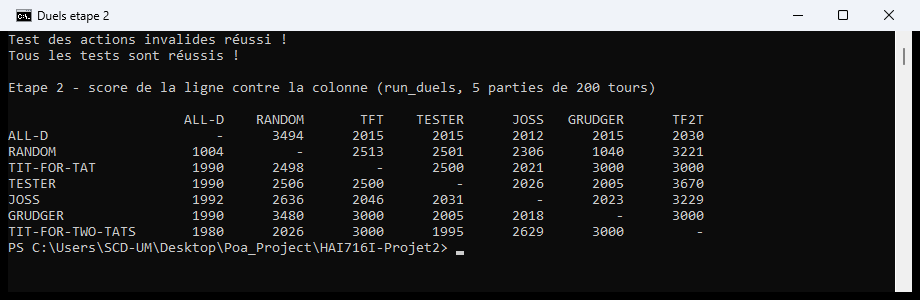 Duels etape 2
Test des actions invalides réussi !
Tous les tests sont réussis !
Etape 2 - score de la ligne contre la colonne (run_duels, 5 parties de 200 tours)
ALL-D RANDOM TFT TESTER JOSS GRUDGER TF2T
ALL-D - 3494 2015 2015 2012 2015 2030
RANDOM 1004 - 2513 2501 2306 1040 3221
TIT-FOR-TAT 1990 2498 - 2500 2021 3000 3000
TESTER 1990 2506 2500 - 2026 2005 3670
JOSS 1992 2636 2046 2031 - 2023 3229
GRUDGER 1990 3480 3000 2005 2018 - 3000
TIT-FOR-TWO-TATS 1980 2026 3000 1995 2629 3000 -
PS C:\Users\SCD-UM\Desktop\Poa_Project\HAI716I-Projet2>